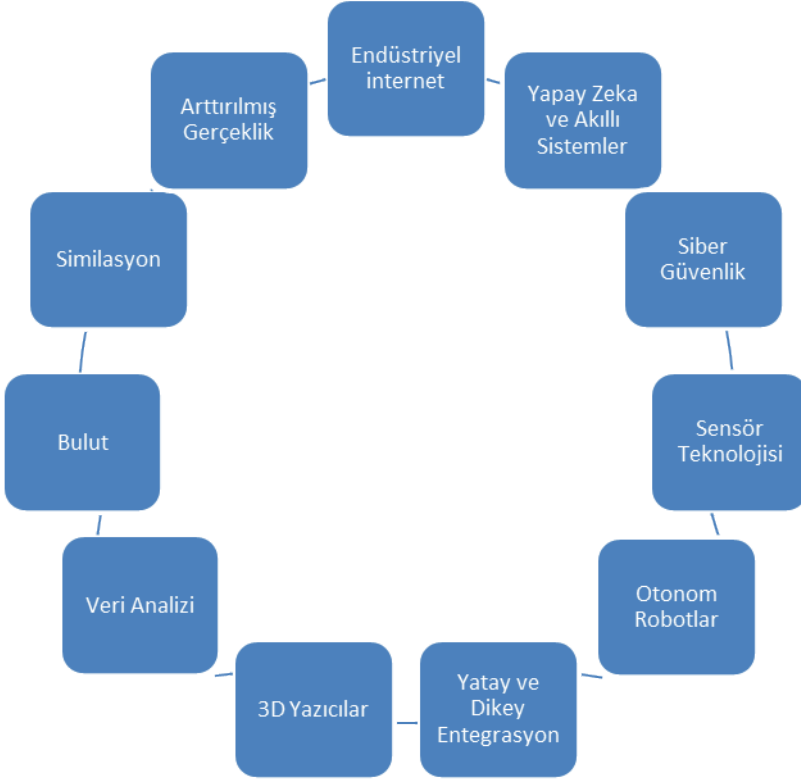 Endüstriyel
internet
Yapay Zeka
ve Akıllı
Sistemler
Siber
Güvenlik
Sensör
Teknolojisi
Otonom
Robotlar
Yatay ve
Dikey
Entegrasyon
3D Yazıcılar
Veri Analizi
Bulut
Similasyon
Arttırılmış
Gerçeklik